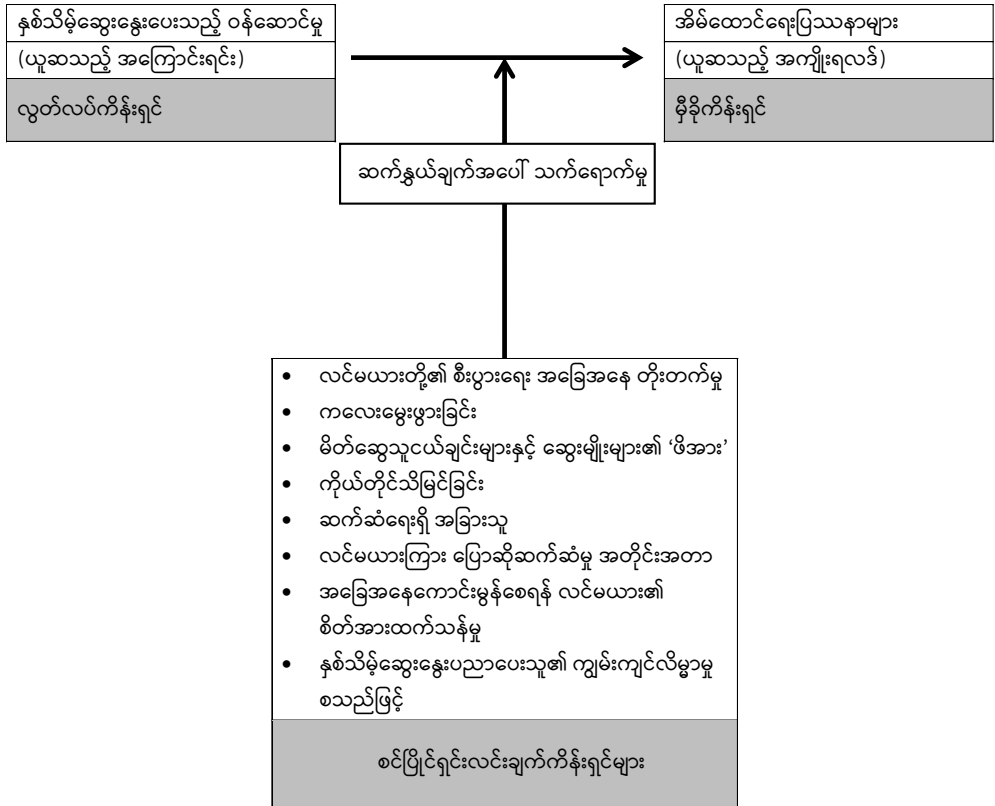 နှစ်သိမ့်ဆွေးနွေးပေးသည့် ဝန်ဆောင်မှု
(ယူဆသည့် အကြောင်းရင်း)
လွတ်လပ်ကိန်းရှင်
အိမ်ထောင်ရေးပြဿနာများ
(ယူဆသည့် အကျိုးရလဒ်)
မှီခိုကိန်းရှင်
ဆက်နွှယ်ချက်အပေါ် သက်ရောက်မှု
• လင်မယားတို့၏ စီးပွားရေး အခြေအနေ တိုးတက်မှု
• ကလေးမွေးဖွားခြင်း
• မိတ်ဆွေသူငယ်ချင်းများနှင့် ဆွေးမျိုးများ၏ ‘ဖိအား’
• ကိုယ်တိုင်သိမြင်ခြင်း
• ဆက်ဆံရေးရှိ အခြားသူ
• လင်မယားကြား ပြောဆိုဆက်ဆံမှု အတိုင်းအတာ
• အခြေအနေကောင်းမွန်စေရန် လင်မယား၏
စိတ်အားထက်သန်မှု
• နှစ်သိမ့်ဆွေးနွေးပညာပေးသူ၏ ကျွမ်းကျင်လိမ္မာမှု
စသည်ဖြင့်
စင်ပြိုင်ရှင်းလင်းချက်ကိန်းရှင်များ